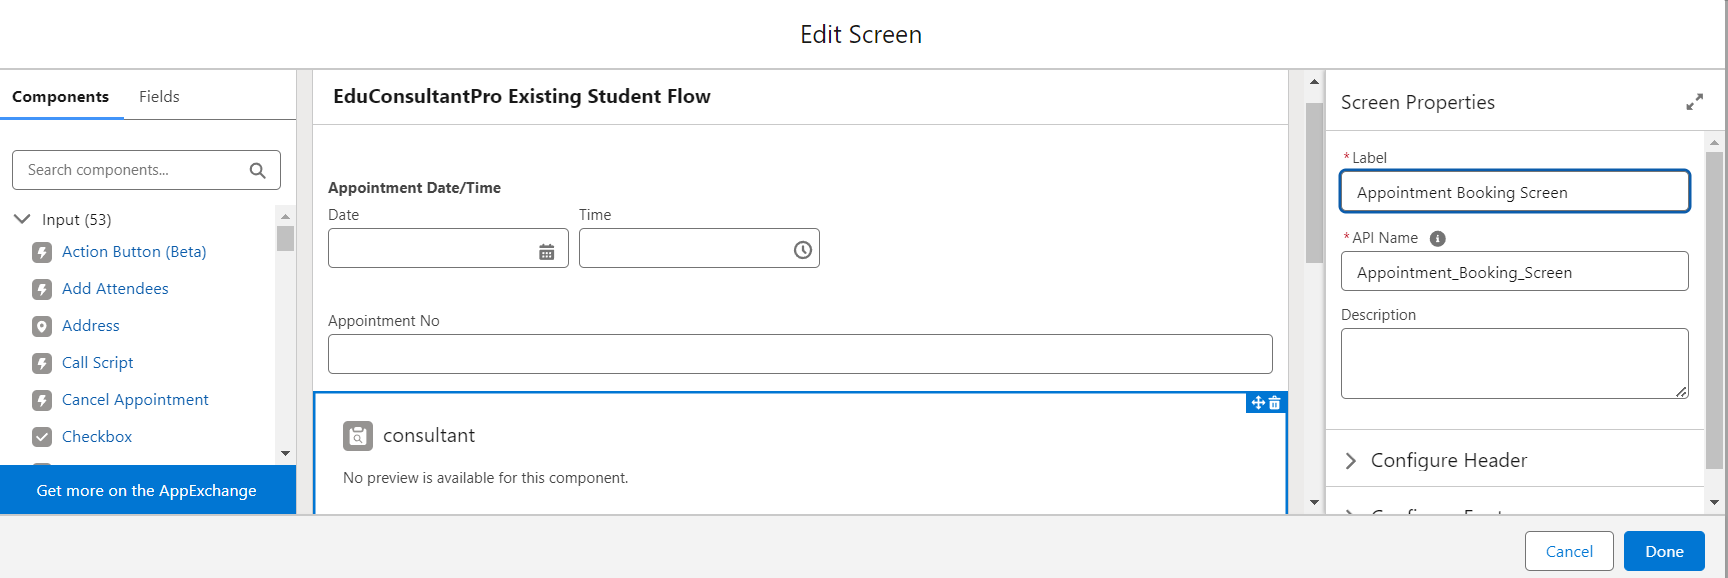 Edit Screen
Components
Fields
Search components...
Input (53)
Action Button (Beta)
Add Attendees
Address
Call Script
Cancel Appointment
Checkbox
Get more on the AppExchange
EduConsultantPro Existing Student Flow
Appointment Date/Time
Date
Time
Appointment No
consultant
No preview is available for this component.
Screen Properties
*Label
Appointment Booking Screen
*API Name
Appointment_Booking_Screen
Description
Configure Header
Cancel
Done